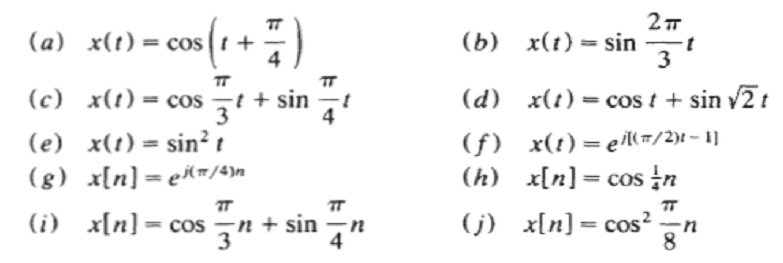 (a) x(t) = cos(t + π/4) (b) x(t) = sin 2π/3 t
(c) x(t) = cos π/3 t + sin π/4 t (d) x(t) = cos t + sin √2 t
(e) x(t) = sin² t (f) x(t) = e^{j[(π/2)t − 1]}
(g) x[n] = e^{j(π/4)n} (h) x[n] = cos 1/4 n
(i) x[n] = cos π/3 n + sin π/4 n (j) x[n] = cos² π/8 n